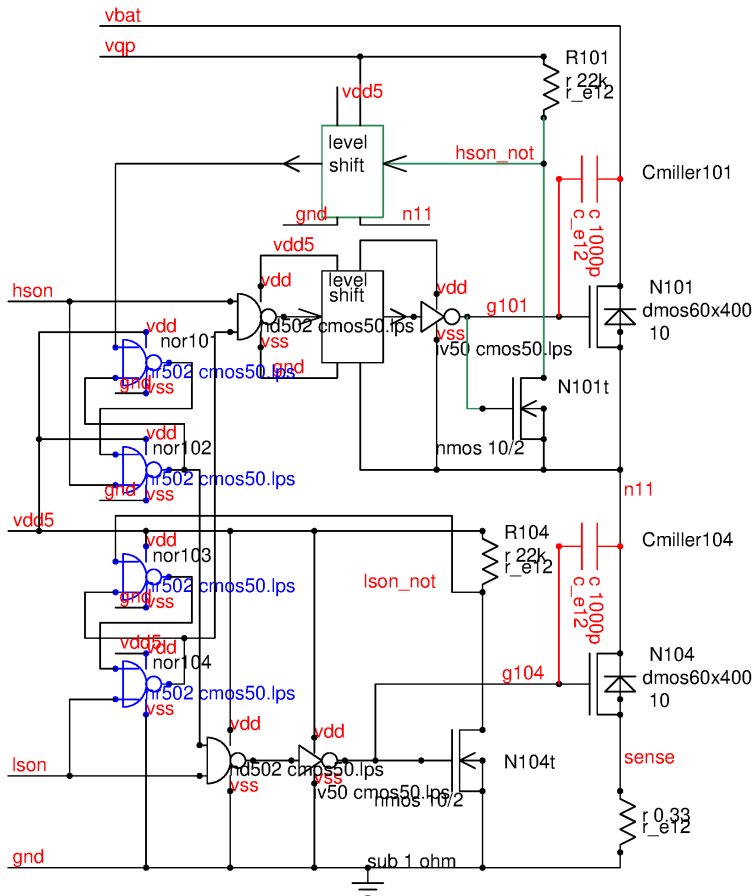 vbat
vqp
R101
r 22k
r_e12
vdd5
level
shift
hson_not
Cmiller101
c 1000p
c_e12
gnd
n11
vdd5
hson
vdd
level
shift
vdd
N101
g101
dmos60x400
10
nd502 cmos50.lps
vss
vss
iv50 cmos50.lps
gnd
vdd
nor101
nr502 cmos50.lps
gnd
vss
N101t
nmos 10/2
vdd
nor102
nr502 cmos50.lps
gnd
vss
n11
vdd5
R104
r 22k
r_e12
Cmiller104
c 1000p
c_e12
vdd
nor103
nr502 cmos50.lps
lson_not
gnd
vss
vdd5
vdd
nor104
nr502 cmos50.lps
vss
g104
N104
dmos60x400
10
vdd
vdd
sense
lson
nd502 cmos50.lps
N104t
vss
vss
iv50 cmos50.lps
nmos 10/2
r 0.33
r_e12
gnd
sub 1 ohm